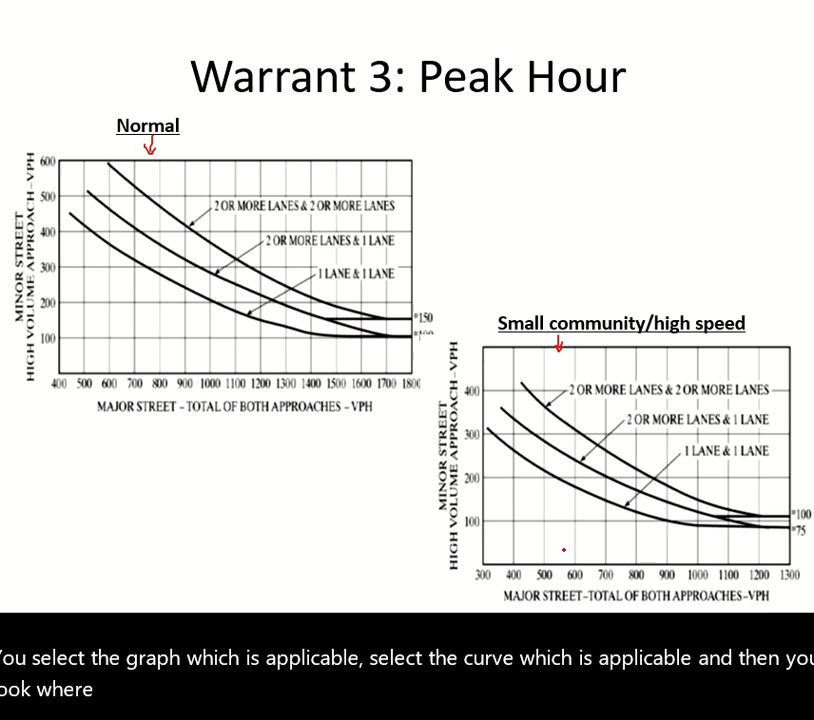 Warrant 3: Peak Hour
Normal
MINOR STREET
HIGH VOLUME APPROACH-VPH
600
500
400
300
200
100
2 OR MORE LANES & 2 OR MORE LANES
2 OR MORE LANES & 1 LANE
1 LANE & 1 LANE
*150
*100
400 500 600 700 800 900 1000 1100 1200 1300 1400 1500 1600 1700 1800
MAJOR STREET - TOTAL OF BOTH APPROACHES - VPH
Small community/high speed
MINOR STREET
HIGH VOLUME APPROACH-VPH
400
300
200
100
2 OR MORE LANES & 2 OR MORE LANES
2 OR MORE LANES & 1 LANE
1 LANE & 1 LANE
*100
*75
300 400 500 600 700 800 900 1000 1100 1200 1300
MAJOR STREET-TOTAL OF BOTH APPROACHES-VPH
You select the graph which is applicable, select the curve which is applicable and then you
look where